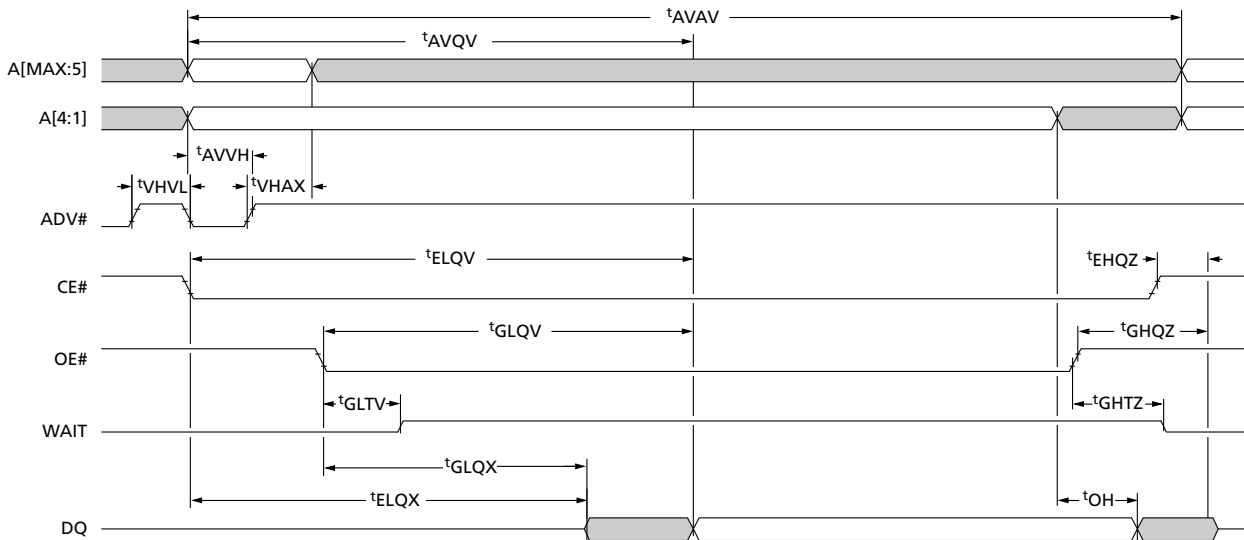 tAVAV
tAVQV
A[MAX:5]
A[4:1]
tAVVH
tVHVL
tVHAX
ADV#
tELQV
tEHQZ
CE#
tGLQV
tGHQZ
OE#
tGLTV
tGHTZ
WAIT
tGLQX
tELQX
tOH
DQ